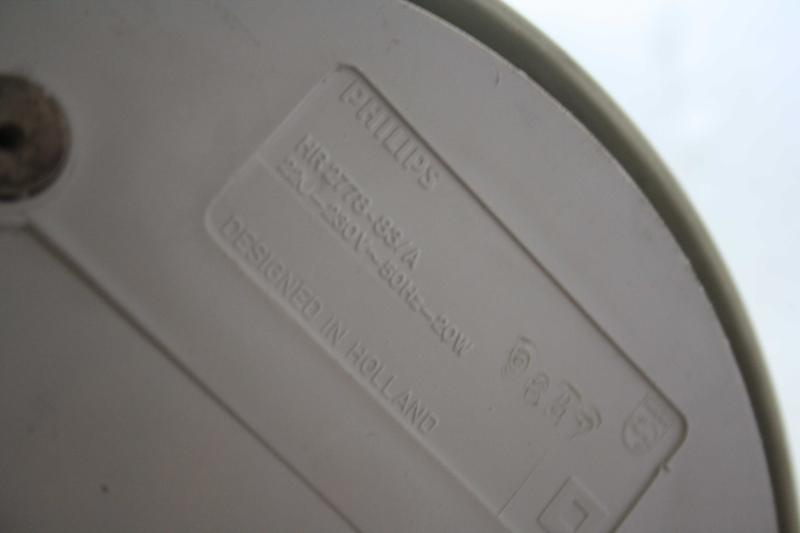 PHILIPS
HR2778-83/A
220-230V~50Hz-20W
DESIGNED IN HOLLAND